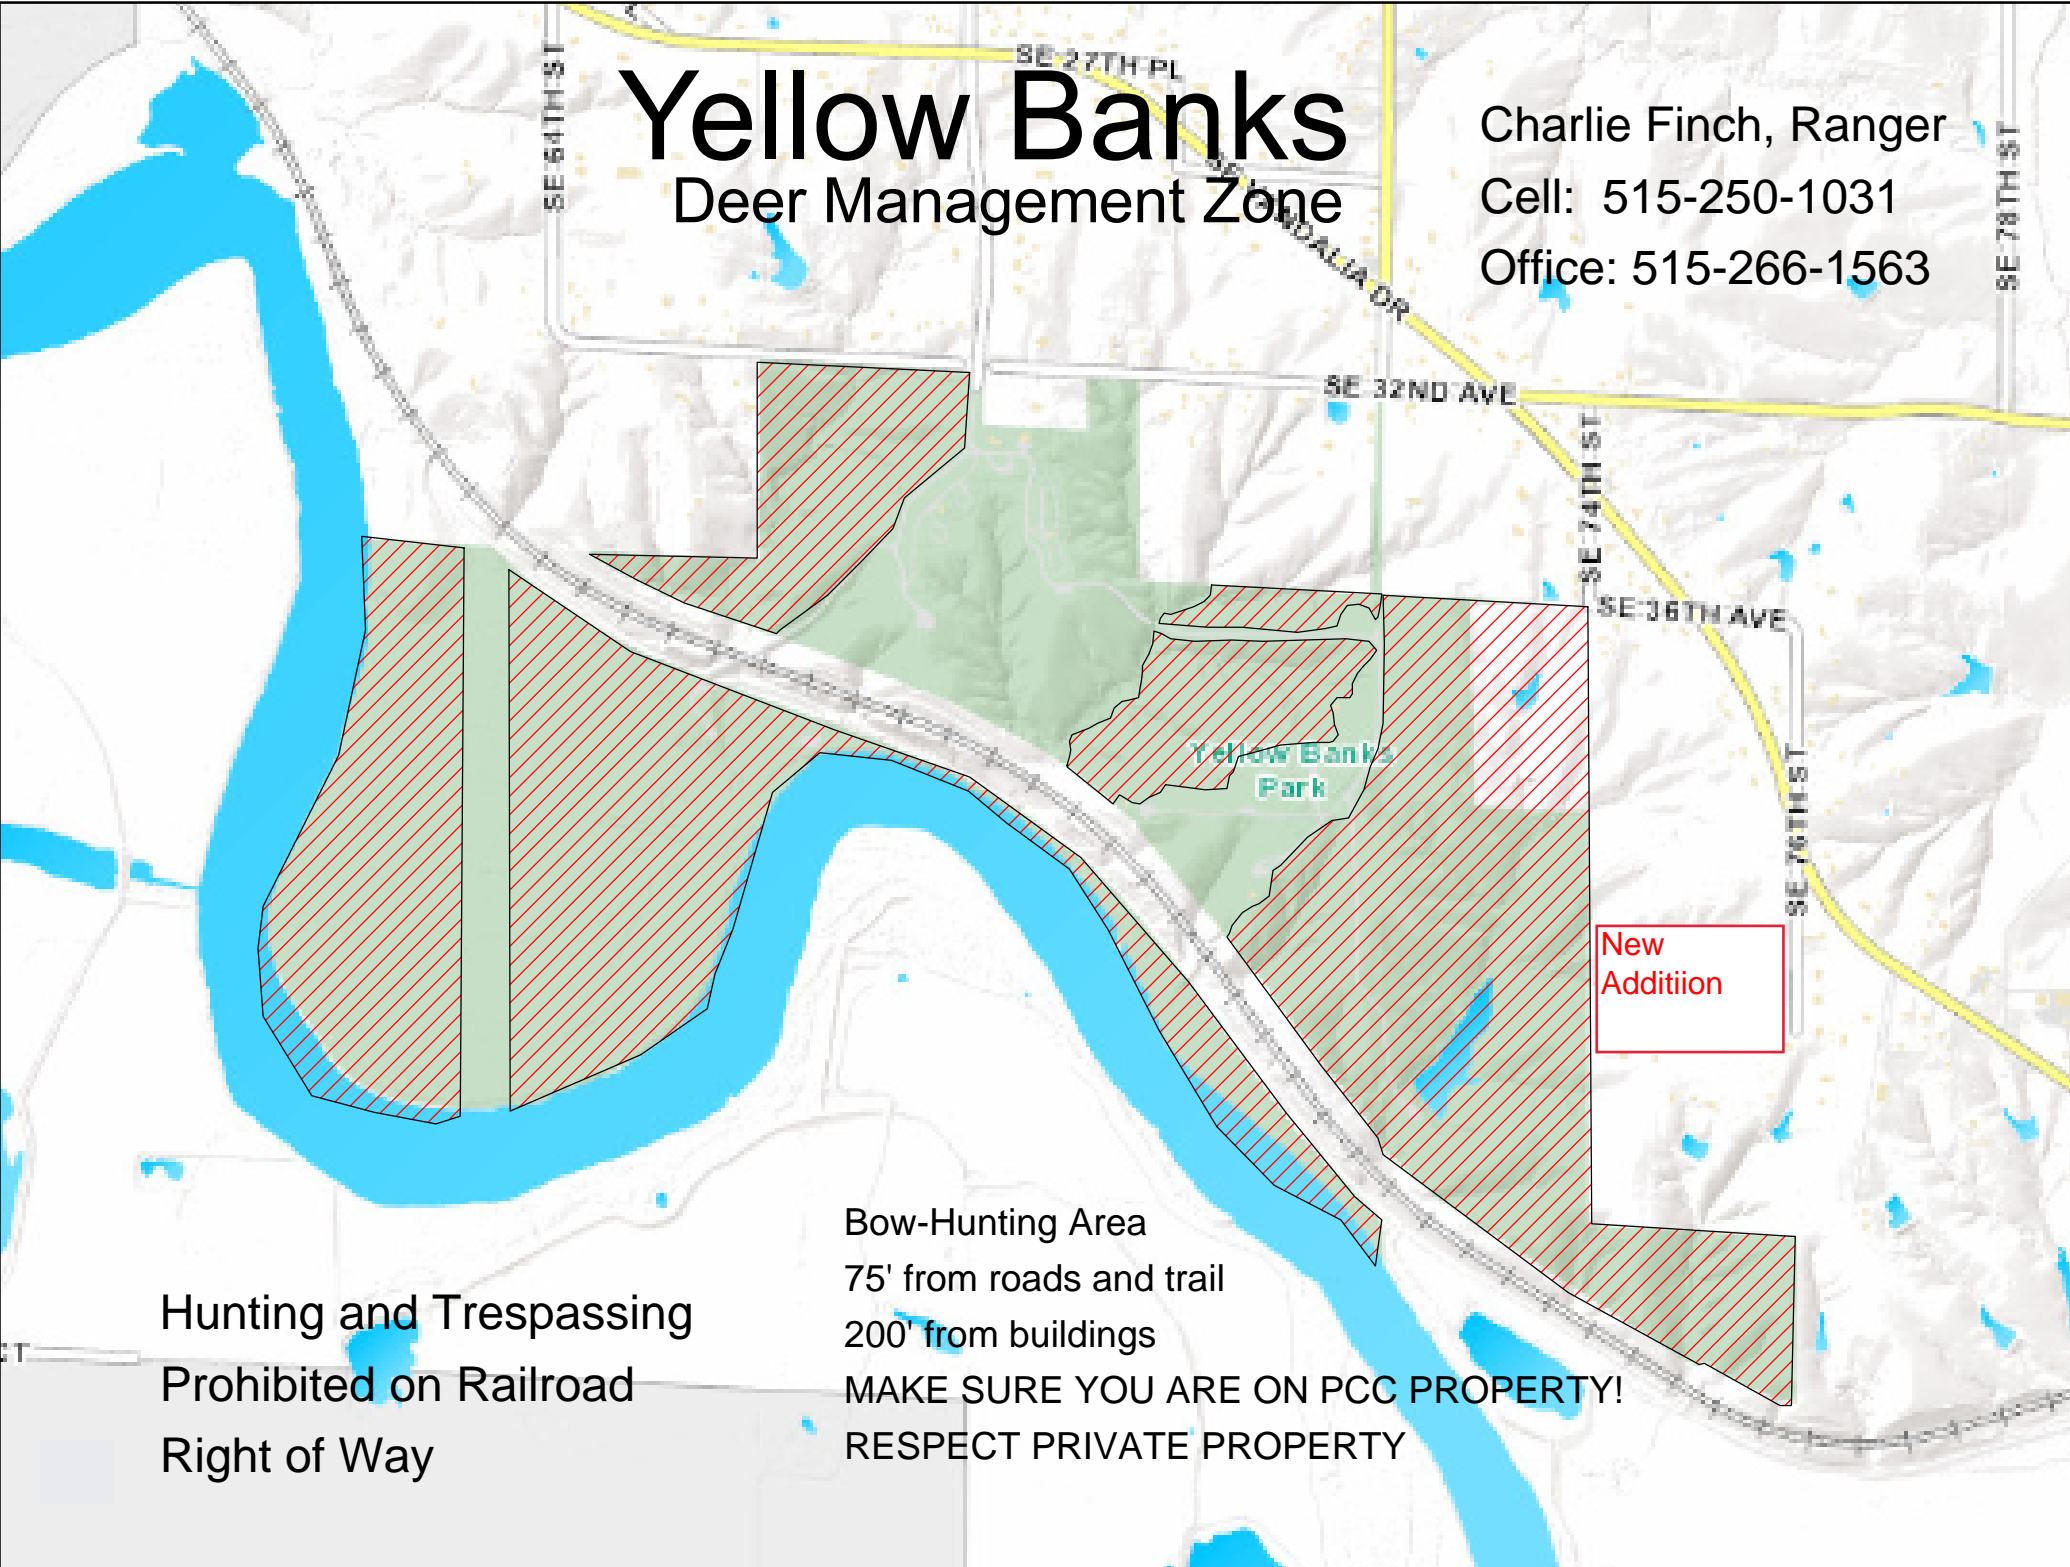 SE 27TH PL
Yellow Banks
Deer Management Zone
Charlie Finch, Ranger
Cell: 515-250-1031
Office: 515-266-1563
SE 64TH ST
SE 78TH ST
SE 32ND AVE
SE 74TH ST
SE 36TH AVE
Yellow Banks
Park
SE 76TH ST
New
Additiion
Bow-Hunting Area
75' from roads and trail
200' from buildings
MAKE SURE YOU ARE ON PCC PROPERTY!
RESPECT PRIVATE PROPERTY
Hunting and Trespassing
Prohibited on Railroad
Right of Way